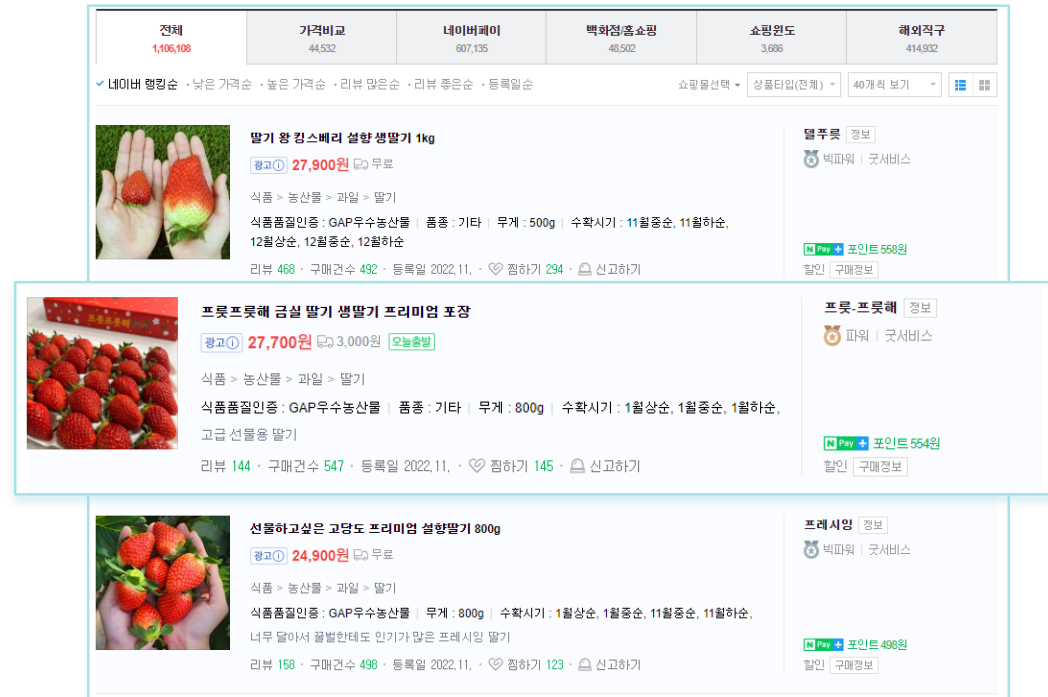 전체 가격비교 네이버페이 백화점/홈쇼핑 쇼핑윈도 해외직구
1,106,108 44,532 607,135 48,502 3,686 414,932
네이버 랭킹순 · 낮은 가격순 · 높은 가격순 · 리뷰 많은순 · 리뷰 좋은순 · 등록일순 쇼핑몰선택 상품타입(전체) 40개씩 보기
딸기 왕 킹스베리 설향 생딸기 1kg
광고 27,900원 무료
식품 > 농산물 > 과일 > 딸기
식품품질인증 : GAP우수농산물 | 품종 : 기타 | 무게 : 500g | 수확시기 : 11월중순, 11월하순,
12월상순, 12월중순, 12월하순
리뷰 468 · 구매건수 492 · 등록일 2022.11. · 찜하기 294 · 신고하기
델푸릇 정보
빅파워 | 굿서비스
N Pay + 포인트 558원
할인 구매정보
프룻프룻해
프룻프룻해 금실 딸기 생딸기 프리미엄 포장
광고 27,700원 3,000원 오늘출발
식품 > 농산물 > 과일 > 딸기
식품품질인증 : GAP우수농산물 | 품종 : 기타 | 무게 : 800g | 수확시기 : 1월상순, 1월중순, 1월하순,
고급 선물용 딸기
리뷰 144 · 구매건수 547 · 등록일 2022.11. · 찜하기 145 · 신고하기
프룻-프룻해 정보
파워 | 굿서비스
N Pay + 포인트 554원
할인 구매정보
선물하고싶은 고당도 프리미엄 설향딸기 800g
광고 24,900원 무료
식품 > 농산물 > 과일 > 딸기
식품품질인증 : GAP우수농산물 | 무게 : 800g | 수확시기 : 1월상순, 1월중순, 11월중순, 11월하순,
너무 달아서 꿀벌한테도 인기가 많은 프레시잉 딸기
리뷰 158 · 구매건수 498 · 등록일 2022.11. · 찜하기 123 · 신고하기
프레시잉 정보
빅파워 | 굿서비스
N Pay + 포인트 498원
할인 구매정보